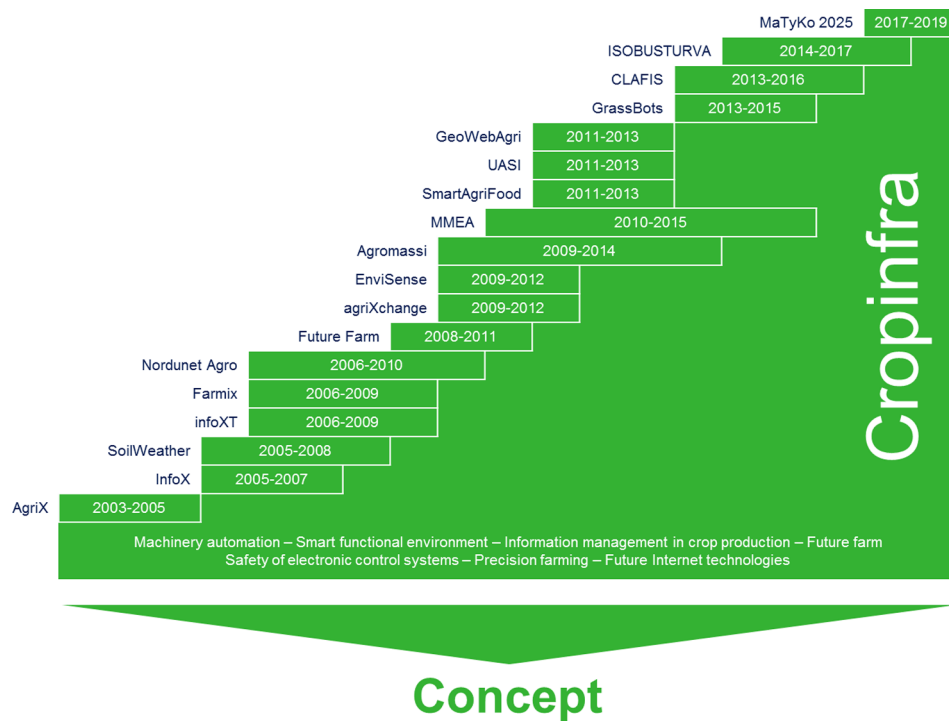 MaTyKo 2025 2017-2019
ISOBUSTURVA 2014-2017
CLAFIS 2013-2016
GrassBots 2013-2015
GeoWebAgri 2011-2013
UASI 2011-2013
SmartAgriFood 2011-2013
MMEA 2010-2015
Agromassi 2009-2014
EnviSense 2009-2012
agriXchange 2009-2012
Future Farm 2008-2011
Nordunet Agro 2006-2010
Farmix 2006-2009
infoXT 2006-2009
SoilWeather 2005-2008
InfoX 2005-2007
AgriX 2003-2005
Cropinfra
Machinery automation – Smart functional environment – Information management in crop production – Future farm
Safety of electronic control systems – Precision farming – Future Internet technologies
Concept